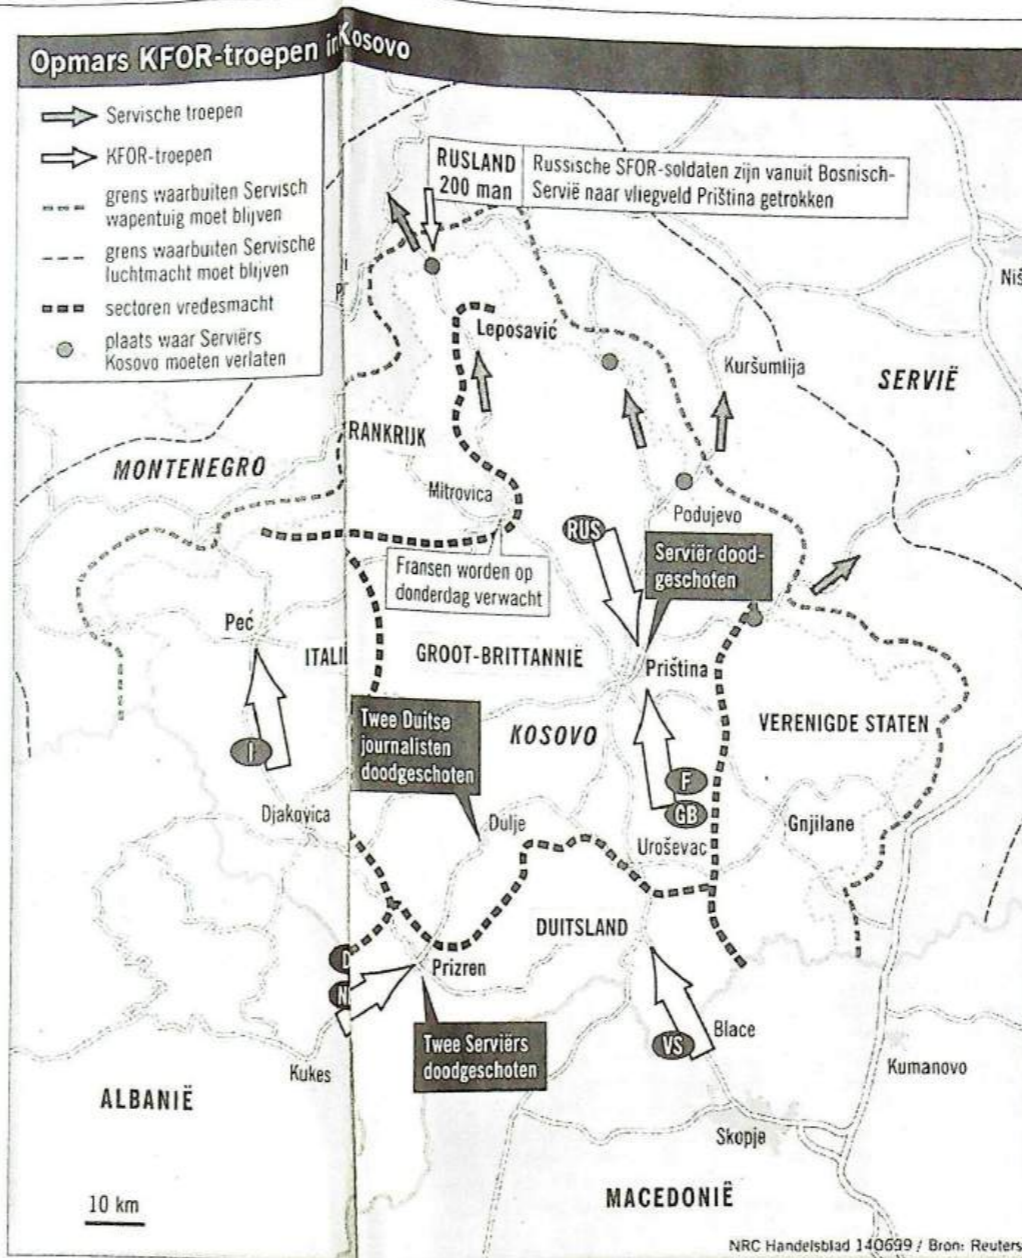 Opmars KFOR-troepen in Kosovo
Servische troepen
KFOR-troepen
grens waarbuiten Servisch
wapentuig moet blijven
grens waarbuiten Servische
luchtmacht moet blijven
sectoren vredesmacht
plaats waar Serviërs
Kosovo moeten verlaten
RUSLAND
200 man
Russische SFOR-soldaten zijn vanuit Bosnisch-
Servië naar vliegveld Priština getrokken
Niš
Leposavić
Kuršumlija
SERVIË
RANKRIJK
MONTENEGRO
Mitrovica
Podujevo
RUS
Fransen worden op
donderdag verwacht
Serviër dood-
geschoten
Peć
ITALI
GROOT-BRITTANNIË
Priština
VERENIGDE STATEN
KOSOVO
Twee Duitse
journalisten
doodgeschoten
I
F
GB
Djakovica
Dulje
Uroševac
Gnjilane
DUITSLAND
D
N
Prizren
Twee Serviërs
doodgeschoten
VS
Blace
Kukes
Kumanovo
ALBANIË
Skopje
10 km
MACEDONIË
NRC Handelsblad 140699 / Bron: Reuters